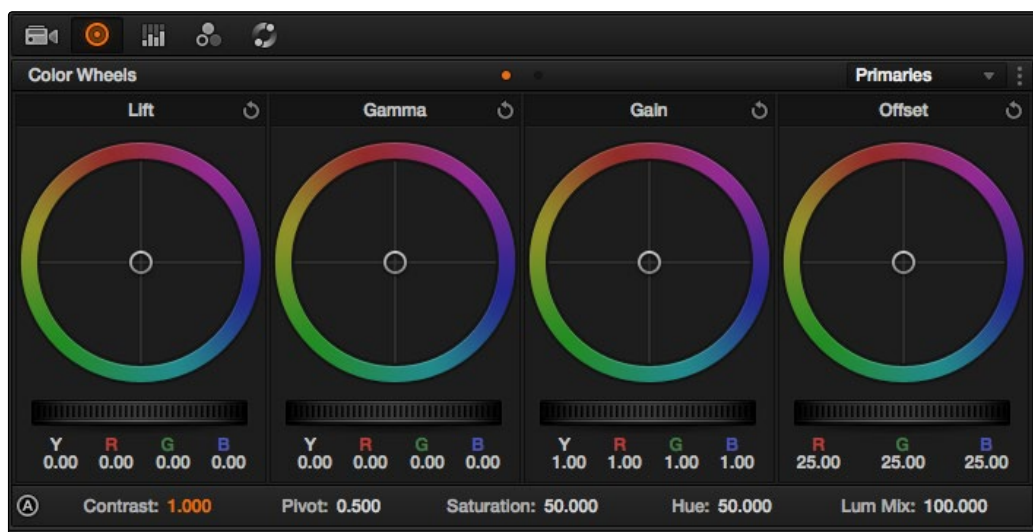 Color Wheels Primaries
Lift Gamma Gain Offset
Y R G B Y R G B Y R G B R G B
0.00 0.00 0.00 0.00 0.00 0.00 0.00 0.00 1.00 1.00 1.00 1.00 25.00 25.00 25.00
A Contrast: 1.000 Pivot: 0.500 Saturation: 50.000 Hue: 50.000 Lum Mix: 100.000